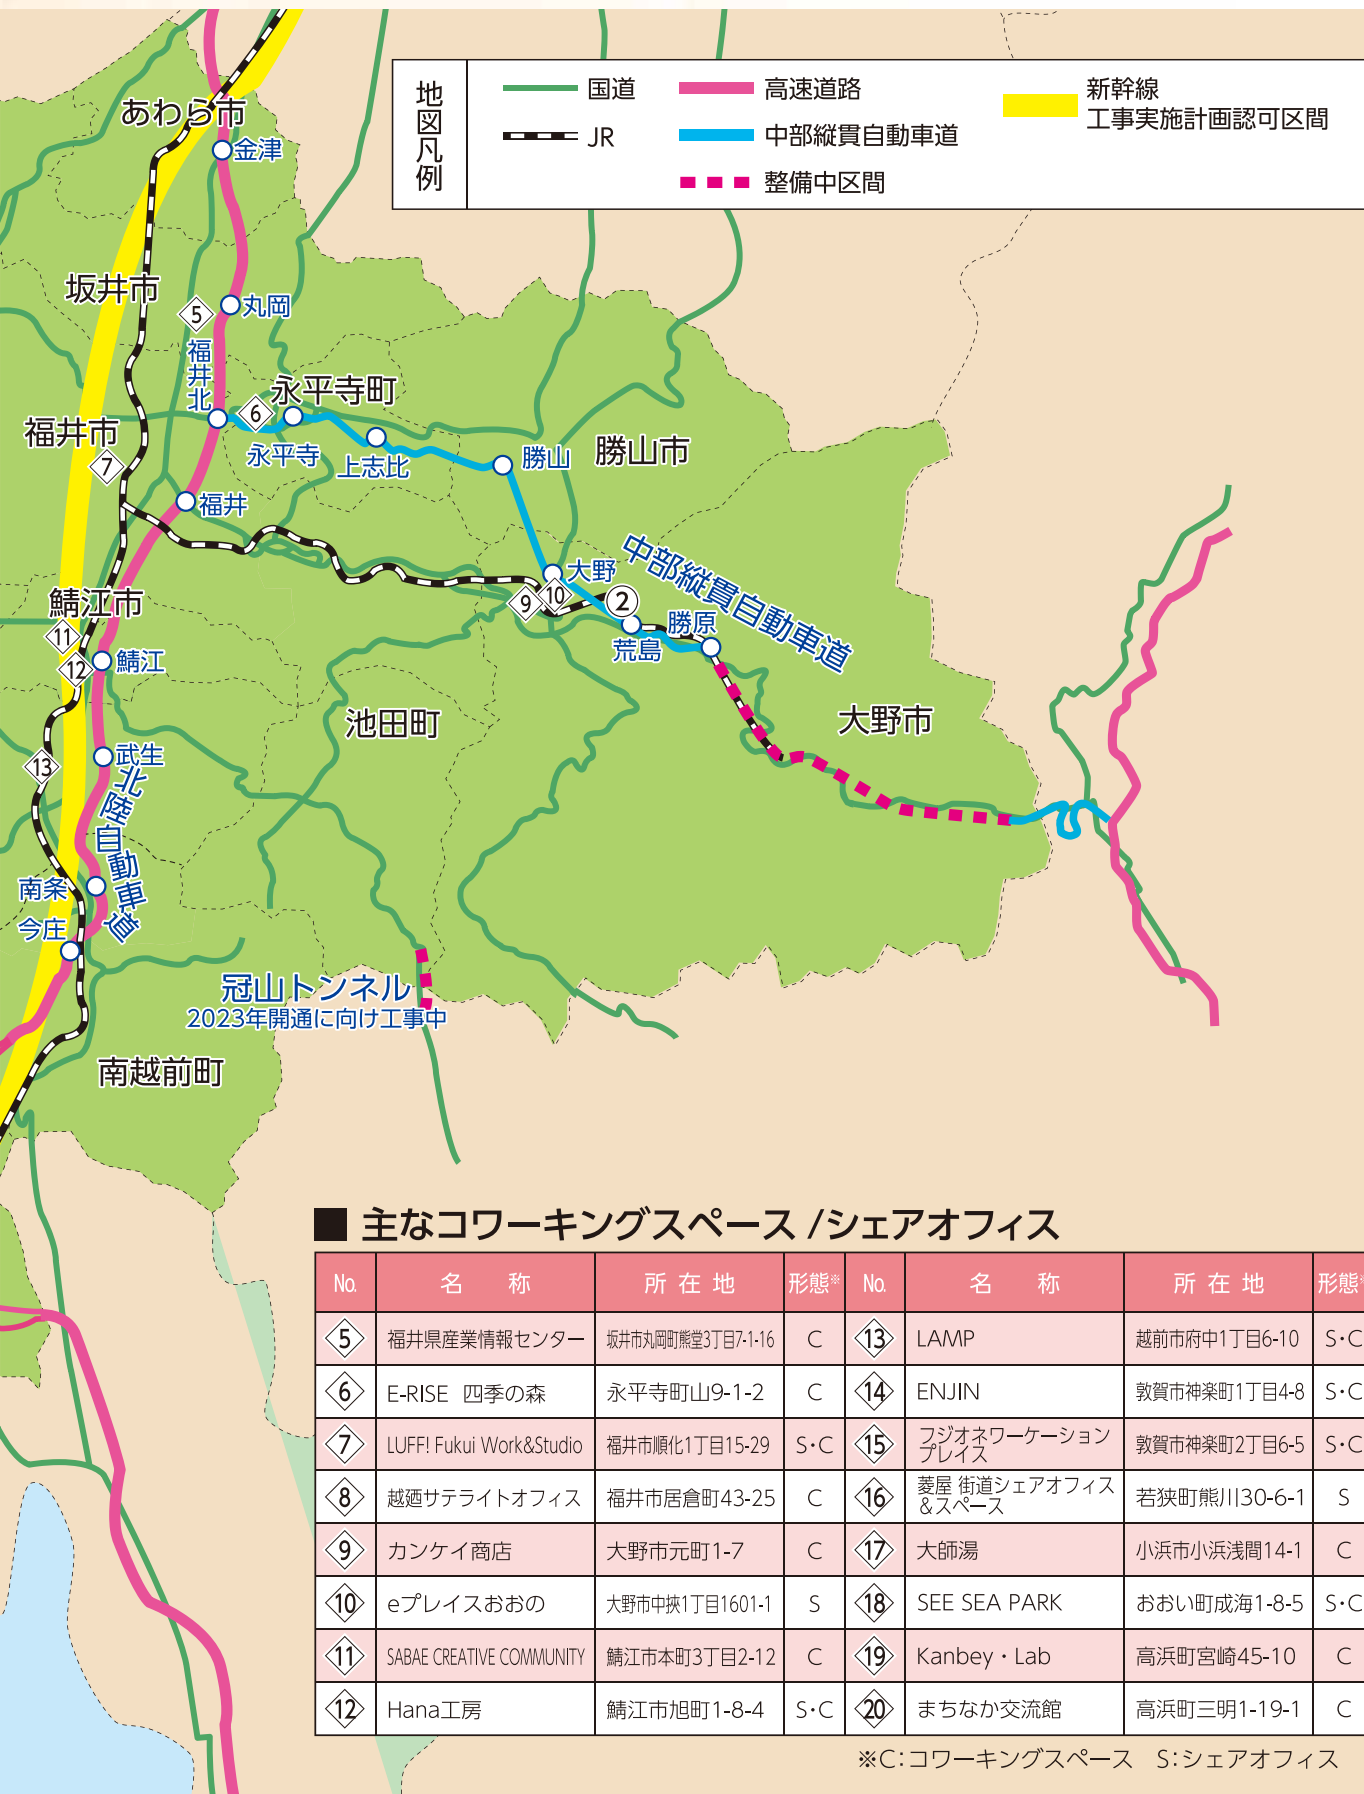 地図凡例
国道
JR
高速道路
中部縦貫自動車道
整備中区間
新幹線
工事実施計画認可区間
あわら市
金津
坂井市
5
丸岡
福井北
永平寺町
6
福井市
7
永平寺
上志比
勝山
勝山市
福井
中部縦貫自動車道
大野
9
10
2
鯖江市
11
勝原
荒島
12
鯖江
池田町
大野市
武生
13
北陸自動車道
南条
今庄
冠山トンネル
2023年開通に向け工事中
南越前町
■ 主なコワーキングスペース /シェアオフィス
No. 名 称 所 在 地 形態※ No. 名 称 所 在 地 形態※
5 福井県産業情報センター 坂井市丸岡町熊堂3丁目7-1-16 C 13 LAMP 越前市府中1丁目6-10 S・C
6 E-RISE 四季の森 永平寺町山9-1-2 C 14 ENJIN 敦賀市神楽町1丁目4-8 S・C
7 LUFF! Fukui Work&Studio 福井市順化1丁目15-29 S・C 15 フジオネワーケーション
プレイス 敦賀市神楽町2丁目6-5 S・C
8 越廼サテライトオフィス 福井市居倉町43-25 C 16 菱屋 街道シェアオフィス
&スペース 若狭町熊川30-6-1 S
9 カンケイ商店 大野市元町1-7 C 17 大師湯 小浜市小浜浅間14-1 C
10 eプレイスおおの 大野市中挾1丁目1601-1 S 18 SEE SEA PARK おおい町成海1-8-5 S・C
11 SABAE CREATIVE COMMUNITY 鯖江市本町3丁目2-12 C 19 Kanbey・Lab 高浜町宮崎45-10 C
12 Hana工房 鯖江市旭町1-8-4 S・C 20 まちなか交流館 高浜町三明1-19-1 C
※C：コワーキングスペース S：シェアオフィス